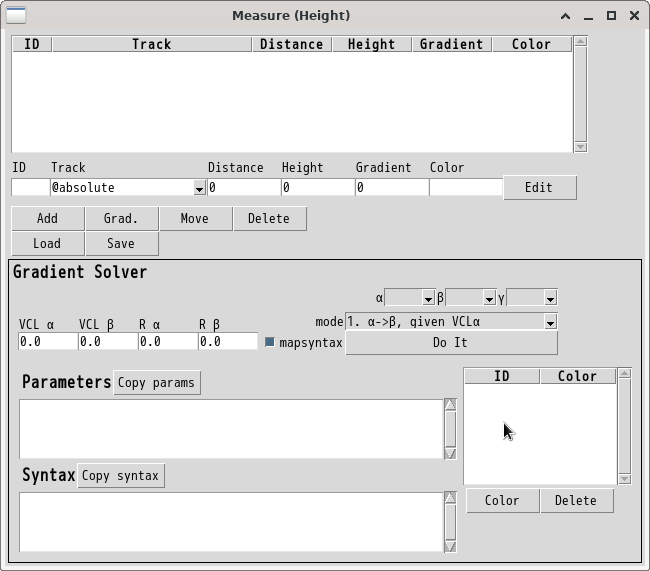 Measure (Height)
ID Track Distance Height Gradient Color
ID Track Distance Height Gradient Color
@absolute 0 0 0 Edit
Add Grad. Move Delete
Load Save
Gradient Solver
α β γ
VCL α VCL β R α R β mode 1. α->β, given VCLα
0.0 0.0 0.0 0.0 mapsyntax Do It
Parameters Copy params ID Color
Syntax Copy syntax
Color Delete